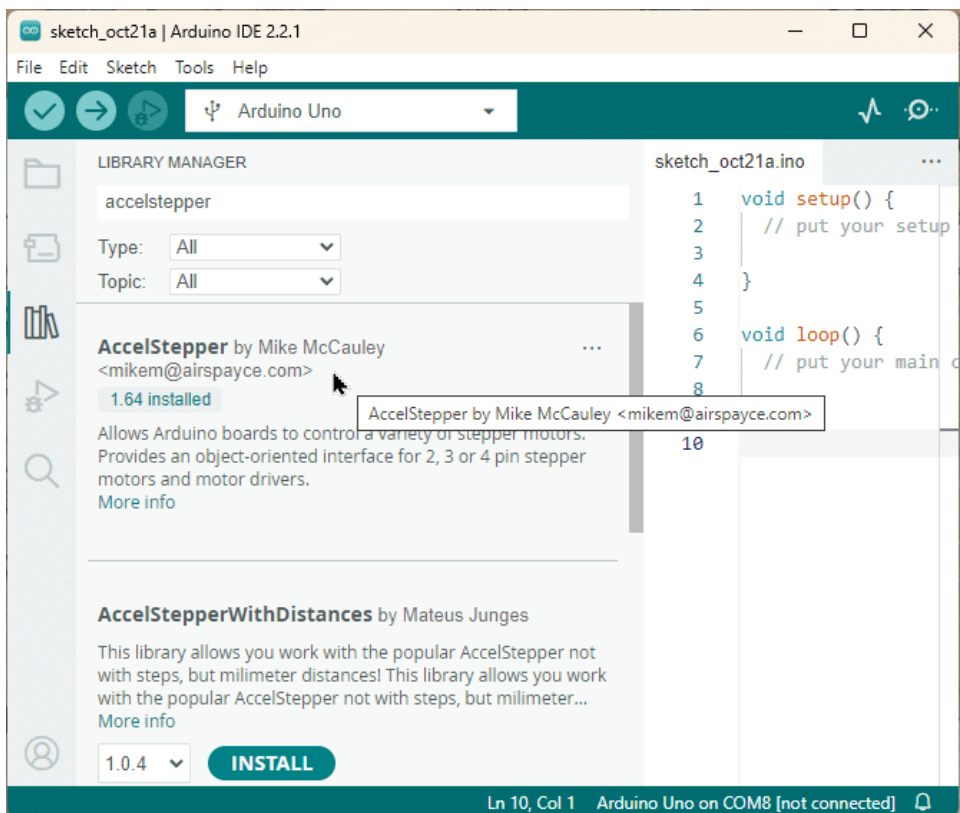 sketch_oct21a | Arduino IDE 2.2.1
File Edit Sketch Tools Help
Arduino Uno
LIBRARY MANAGER
accelstepper
Type: All
Topic: All
AccelStepper by Mike McCauley
<mikem@airspayce.com>
1.64 installed
Allows Arduino boards to control a variety of stepper motors.
Provides an object-oriented interface for 2, 3 or 4 pin stepper
motors and motor drivers.
More info
AccelStepper by Mike McCauley <mikem@airspayce.com>
AccelStepperWithDistances by Mateus Junges
This library allows you work with the popular AccelStepper not
with steps, but milimeter distances! This library allows you work
with the popular AccelStepper not with steps, but milimeter...
More info
1.0.4 INSTALL
sketch_oct21a.ino
1 void setup() {
2 // put your setup
3
4 }
5
6 void loop() {
7 // put your main c
8
10
Ln 10, Col 1 Arduino Uno on COM8 [not connected]